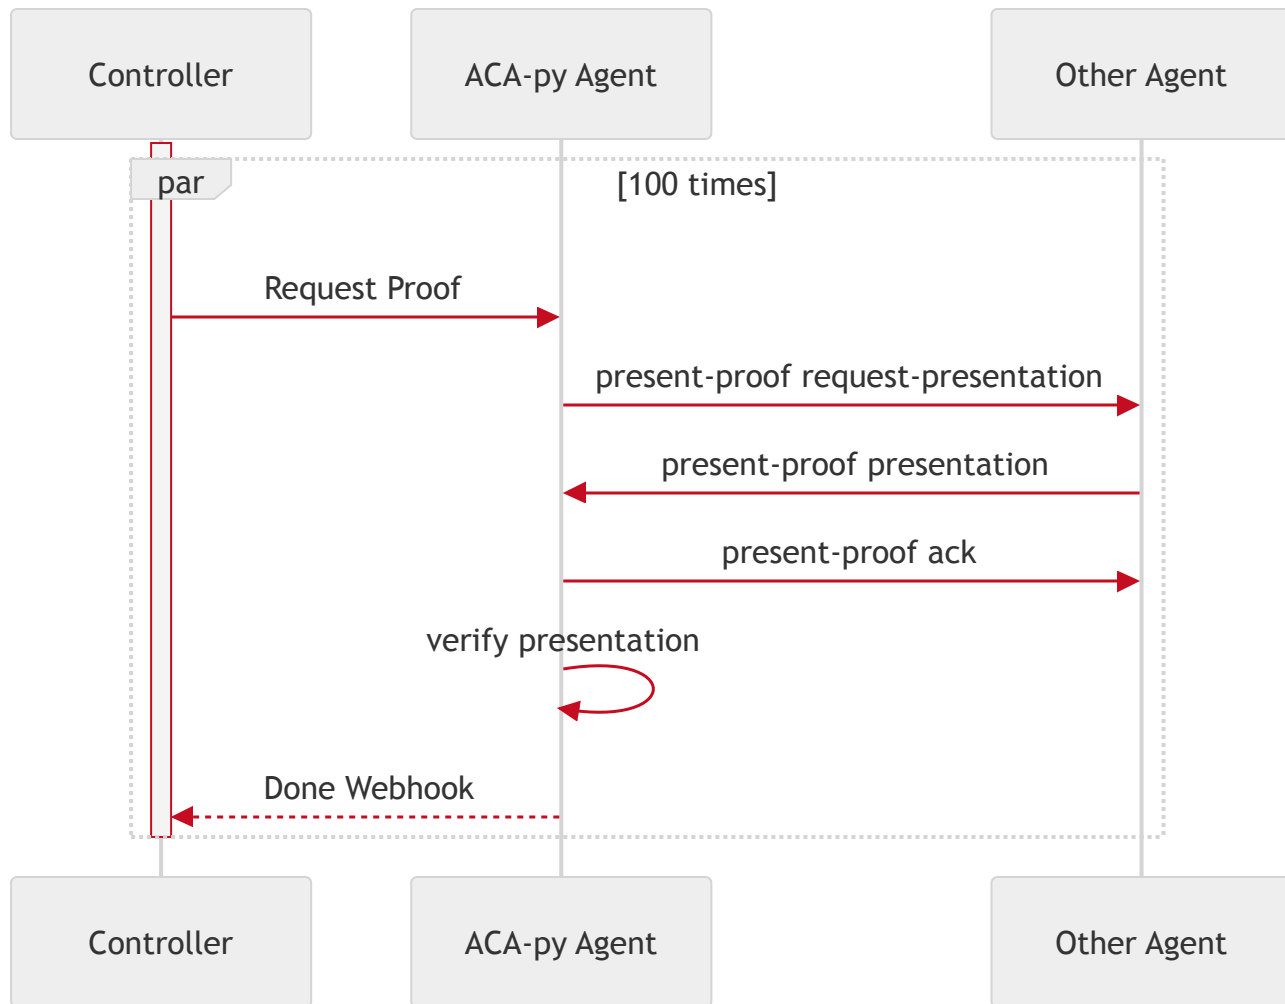 Controller
ACA-py Agent
Other Agent
par
[100 times]
Request Proof
present-proof request-presentation
present-proof presentation
present-proof ack
verify presentation
Done Webhook
Controller
ACA-py Agent
Other Agent